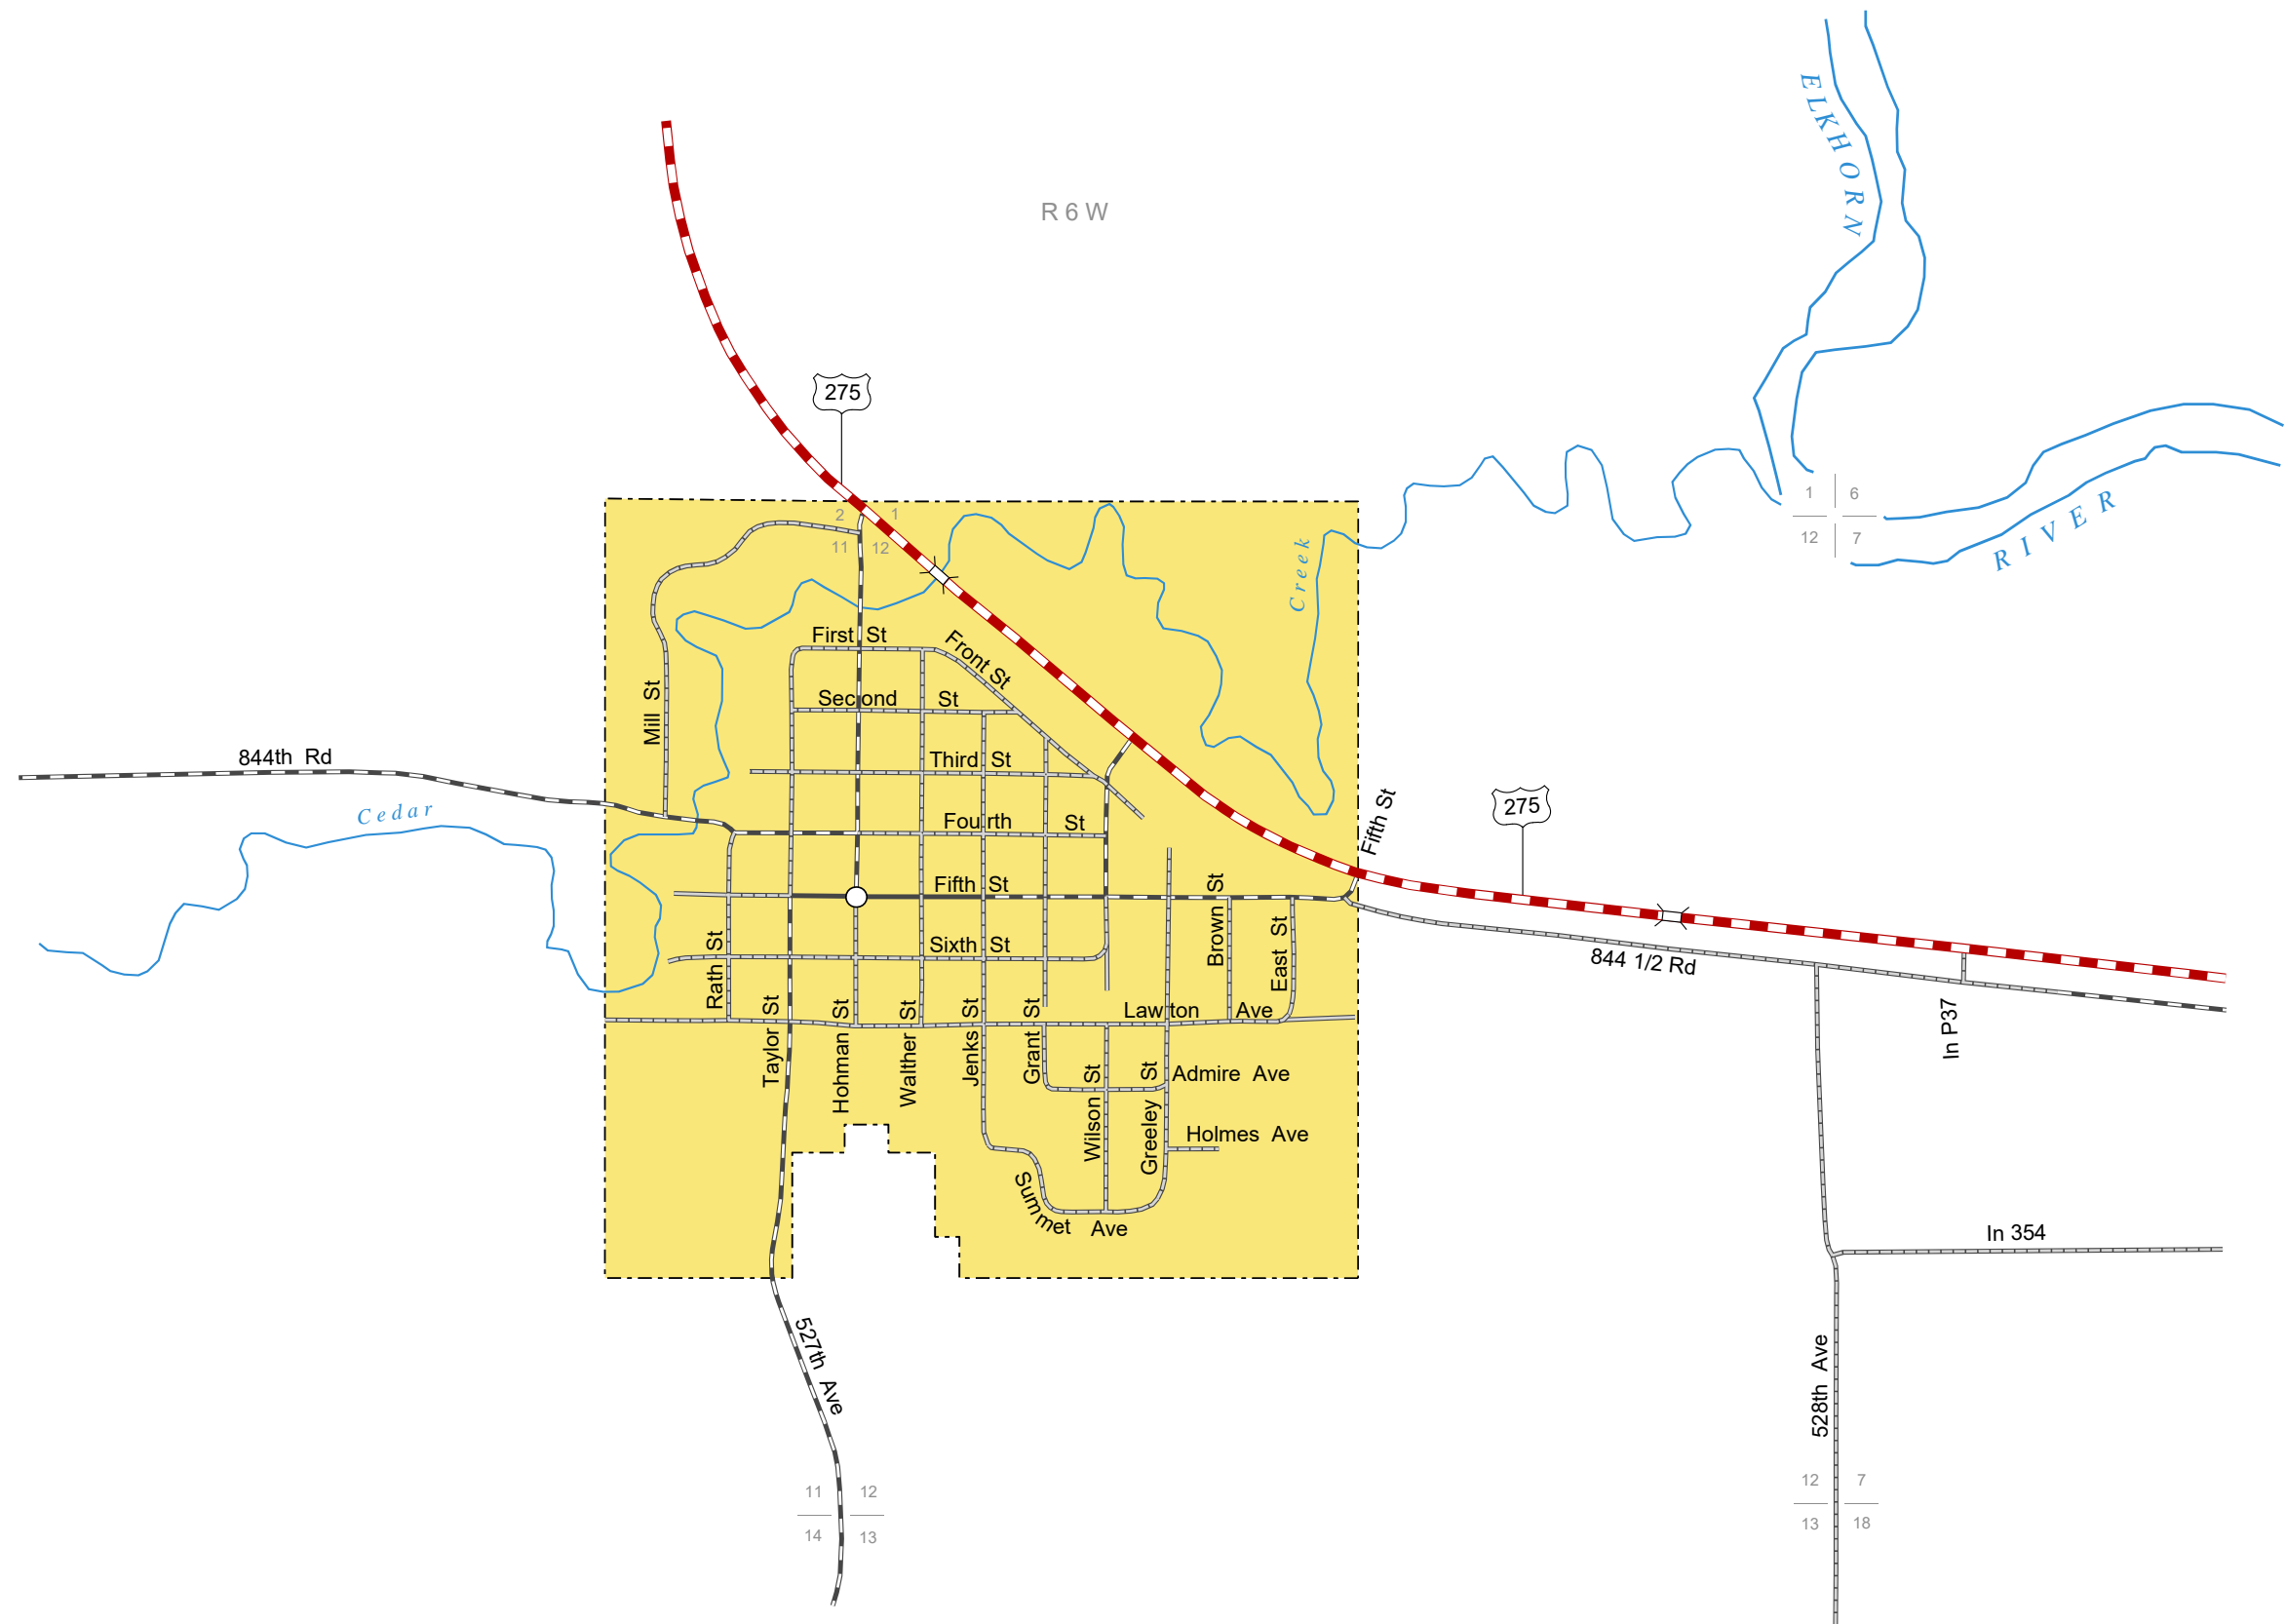 ELKHORN
R 6 W
275
1 6
12 7
RIVER
2 1
11 12
Creek
First St
Front St
Mill St
Second St
844th Rd
Third St
Cedar
275
Fourth St
Fifth St
Fifth St
Brown St
Sixth St
East St
Rath St
844 1/2 Rd
Lawton Ave
Taylor St
Hohman St
Walther St
Jenks St
Grant St
In P37
Wilson St
Greeley St
Admire Ave
Holmes Ave
Summet Ave
In 354
527th Ave
528th Ave
11 12
14 13
12 7
13 18